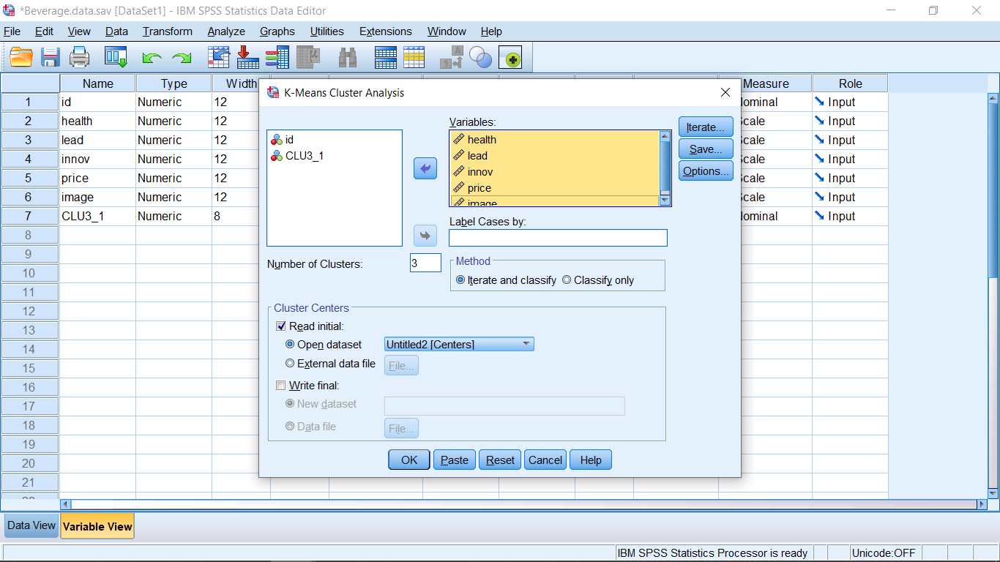 *Beverage.data.sav [DataSet1] - IBM SPSS Statistics Data Editor
File Edit View Data Transform Analyze Graphs Utilities Extensions Window Help
Name Type Width Measure Role
1 id Numeric 12 Input
2 health Numeric 12 Input
3 lead Numeric 12 Input
4 innov Numeric 12 Input
5 price Numeric 12 Input
6 image Numeric 12 Input
7 CLU3_1 Numeric 8 Input
8
9
10
11
12
13
14
15
16
17
18
19
20
21
K-Means Cluster Analysis
id
CLU3_1
Variables:
health
lead
innov
price
image
Label Cases by:
Iterate...
Save...
Options...
Number of Clusters: 3
Method
Iterate and classify Classify only
Cluster Centers
Read initial:
Open dataset Untitled2 [Centers]
External data file File...
Write final:
New dataset
Data file File...
OK Paste Reset Cancel Help
Data View Variable View
IBM SPSS Statistics Processor is ready Unicode:OFF